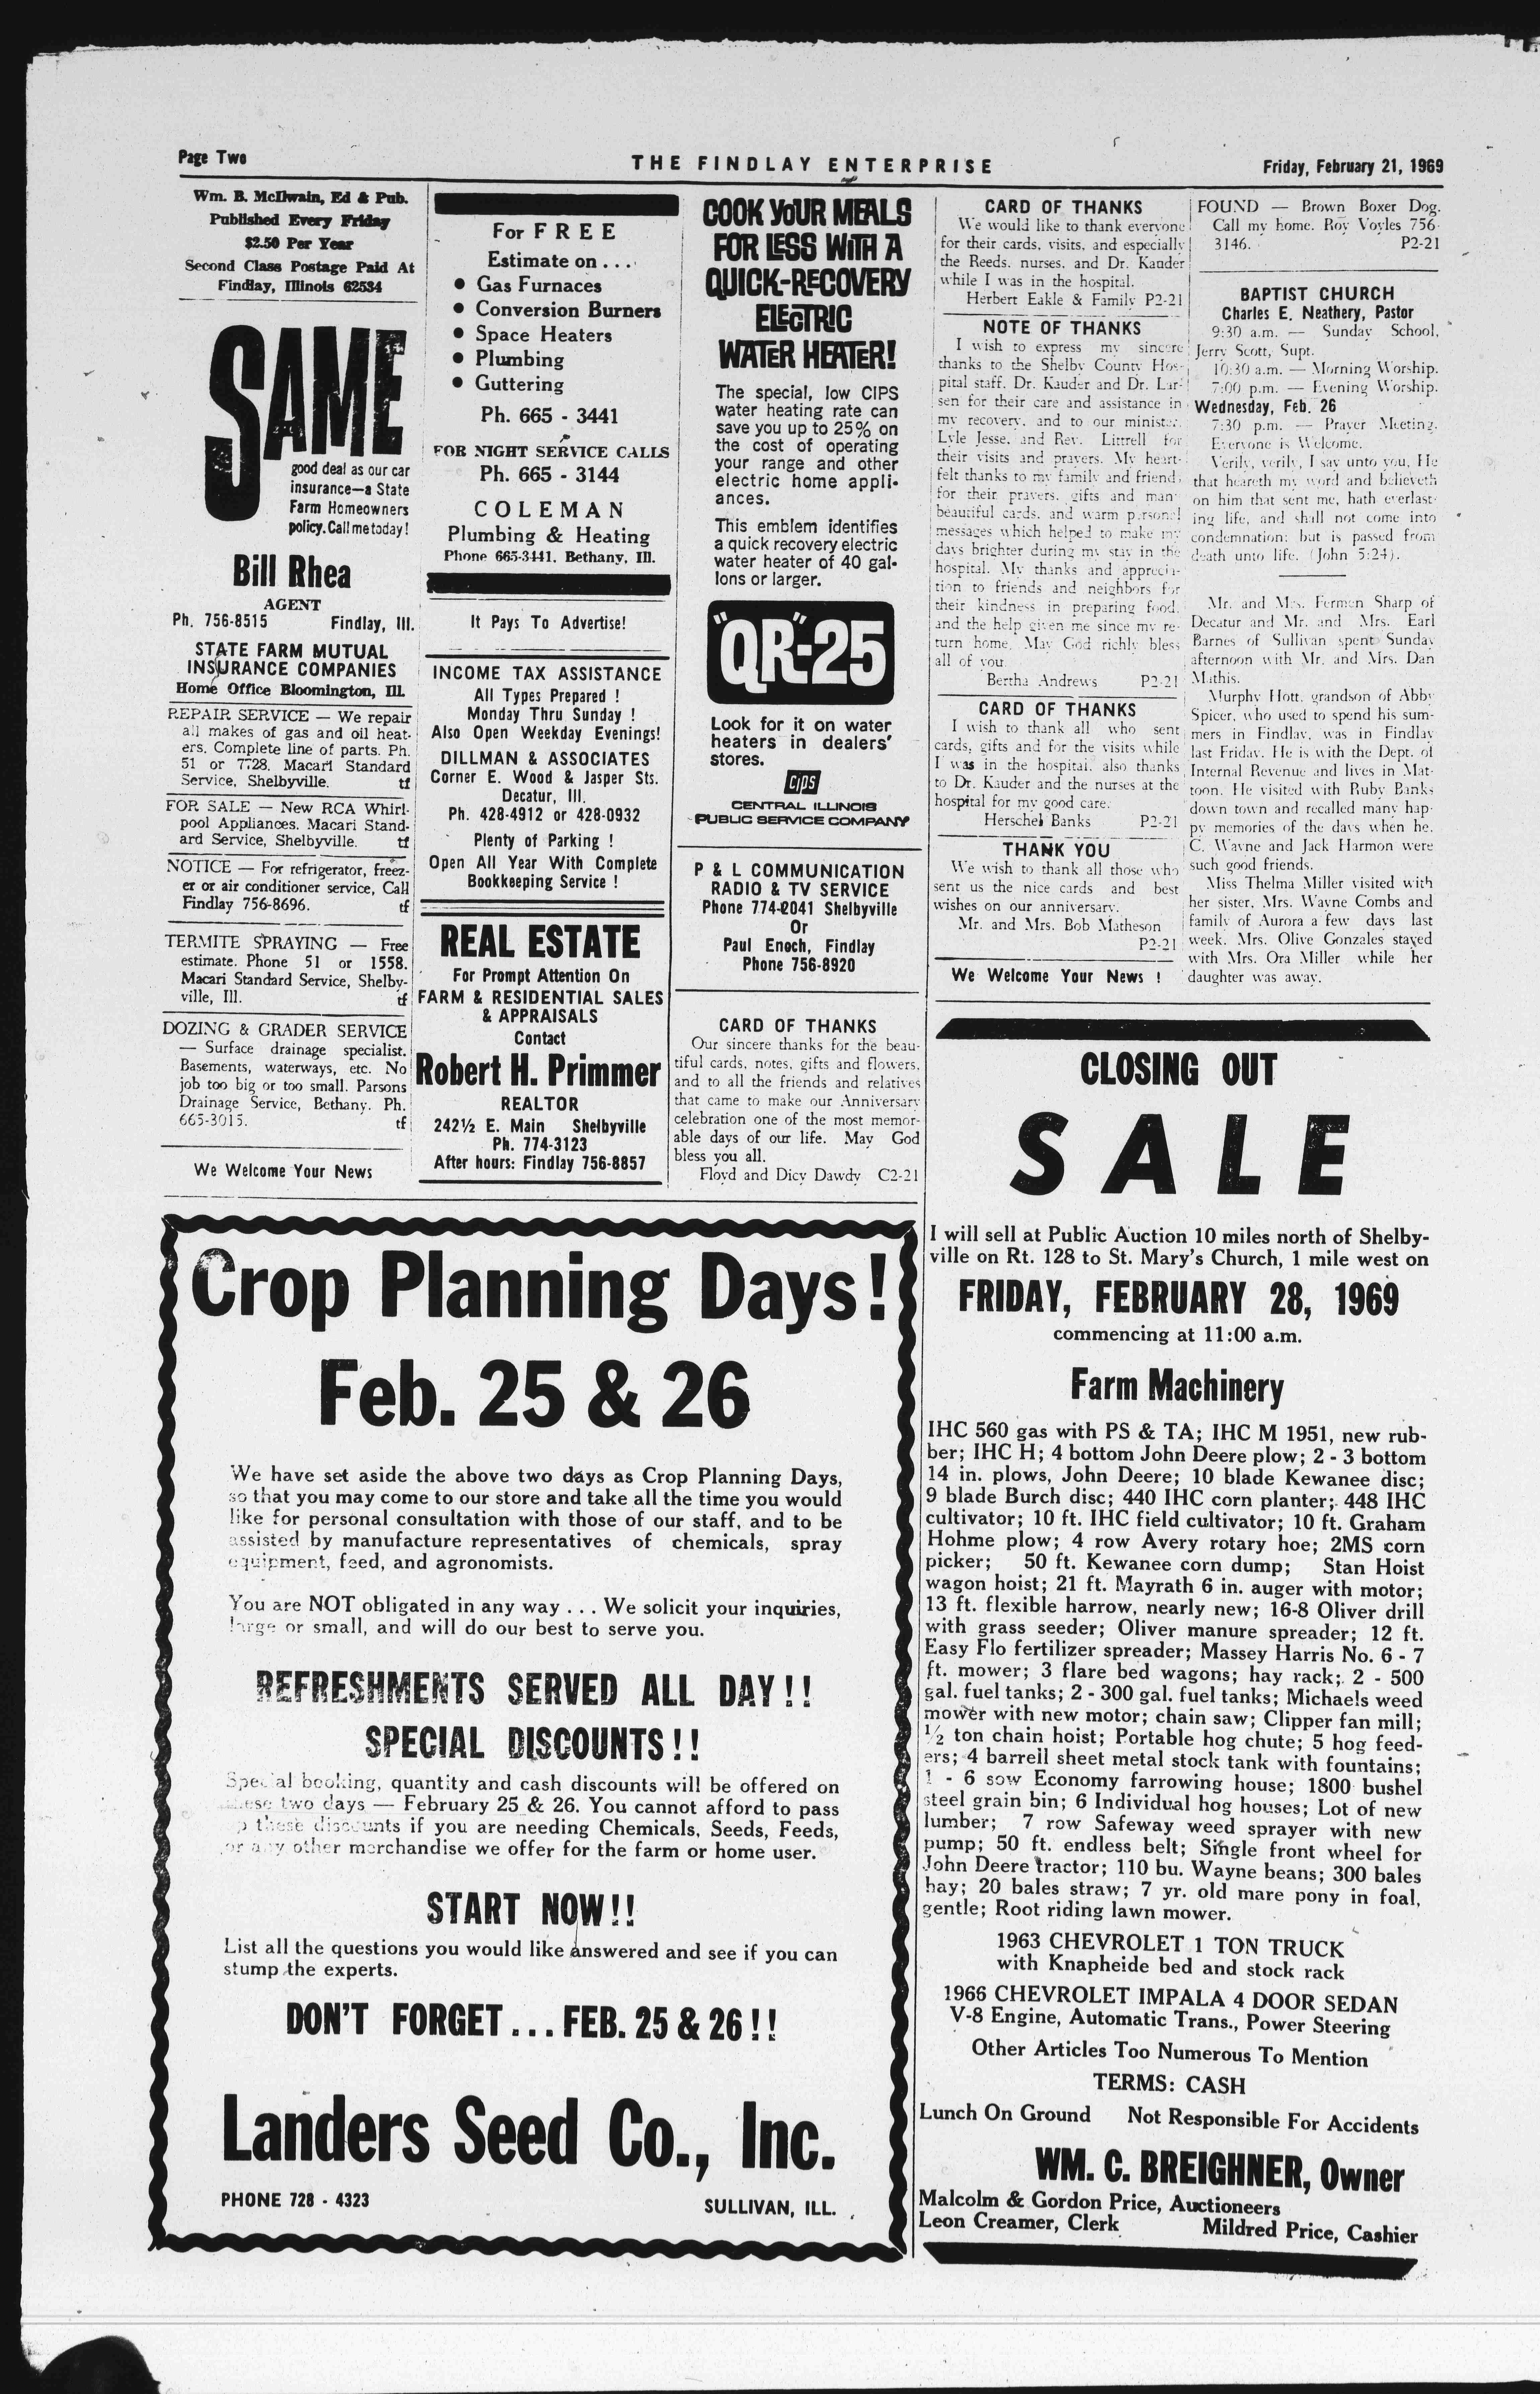 Page Two
THE FINDLAY ENTERPRISE
Friday, February 21, 1969
Wm. B. McIlwain, Ed & Pub.
Published Every Friday
$2.50 Per Year
Second Class Postage Paid At
Findlay, Illinois 62534
SAME
good deal as our car
insurance—a State
Farm Homeowners
policy. Call me today!
Bill Rhea
AGENT
Ph. 756-8515 Findlay, Ill.
STATE FARM MUTUAL
INSURANCE COMPANIES
Home Office Bloomington, Ill.
REPAIR SERVICE — We repair
all makes of gas and oil heat-
ers. Complete line of parts. Ph.
51 or 7728. Macari Standard
Service, Shelbyville. tf
FOR SALE — New RCA Whirl-
pool Appliances. Macari Stand-
ard Service, Shelbyville. tf
NOTICE — For refrigerator, freez-
er or air conditioner service, Call
Findlay 756-8696. tf
TERMITE SPRAYING — Free
estimate. Phone 51 or 1558.
Macari Standard Service, Shelby-
ville, Ill. tf
DOZING & GRADER SERVICE
— Surface drainage specialist.
Basements, waterways, etc. No
job too big or too small. Parsons
Drainage Service, Bethany. Ph.
665-3015. tf
We Welcome Your News
For FREE
Estimate on . . .
• Gas Furnaces
• Conversion Burners
• Space Heaters
• Plumbing
• Guttering
Ph. 665 - 3441
FOR NIGHT SERVICE CALLS
Ph. 665 - 3144
COLEMAN
Plumbing & Heating
Phone 665-3441, Bethany, Ill.
It Pays To Advertise!
INCOME TAX ASSISTANCE
All Types Prepared !
Monday Thru Sunday !
Also Open Weekday Evenings!
DILLMAN & ASSOCIATES
Corner E. Wood & Jasper Sts.
Decatur, Ill.
Ph. 428-4912 or 428-0932
Plenty of Parking !
Open All Year With Complete
Bookkeeping Service !
REAL ESTATE
For Prompt Attention On
FARM & RESIDENTIAL SALES
& APPRAISALS
Contact
Robert H. Primmer
REALTOR
242½ E. Main Shelbyville
Ph. 774-3123
After hours: Findlay 756-8857
COOK YOUR MEALS
FOR LESS WITH A
QUICK-RECOVERY
ELECTRIC
WATER HEATER!
The special, low CIPS
water heating rate can
save you up to 25% on
the cost of operating
your range and other
electric home appli-
ances.
This emblem identifies
a quick recovery electric
water heater of 40 gal-
lons or larger.
"QR"-25
Look for it on water
heaters in dealers'
stores.
CIPS
CENTRAL ILLINOIS
PUBLIC SERVICE COMPANY
P & L COMMUNICATION
RADIO & TV SERVICE
Phone 774-2041 Shelbyville
Or
Paul Enoch, Findlay
Phone 756-8920
CARD OF THANKS
Our sincere thanks for the beau-
tiful cards, notes, gifts and flowers,
and to all the friends and relatives
that came to make our Anniversary
celebration one of the most memor-
able days of our life. May God
bless you all.
Floyd and Dicy Dawdy C2-21
CARD OF THANKS
We would like to thank everyone
for their cards, visits, and especially
the Reeds, nurses, and Dr. Kauder
while I was in the hospital.
Herbert Eakle & Family P2-21
NOTE OF THANKS
I wish to express my sincere
thanks to the Shelby County Hos-
pital staff, Dr. Kauder and Dr. Lar-
sen for their care and assistance in
my recovery, and to our minister,
Lyle Jesse, and Rev. Littrell for
their visits and prayers. My heart-
felt thanks to my family and friends
for their prayers, gifts and many
beautiful cards, and warm personal
messages which helped to make my
days brighter during my stay in the
hospital. My thanks and apprecia-
tion to friends and neighbors for
their kindness in preparing food,
and the help given me since my re-
turn home. May God richly bless
all of you.
Bertha Andrews P2-21
CARD OF THANKS
I wish to thank all who sent
cards, gifts and for the visits while
I was in the hospital, also thanks
to Dr. Kauder and the nurses at the
hospital for my good care.
Herschel Banks P2-21
THANK YOU
We wish to thank all those who
sent us the nice cards and best
wishes on our anniversary.
Mr. and Mrs. Bob Matheson
P2-21
We Welcome Your News !
FOUND — Brown Boxer Dog.
Call my home. Roy Voyles 756-
3146. P2-21
BAPTIST CHURCH
Charles E. Neathery, Pastor
9:30 a.m. — Sunday School,
Jerry Scott, Supt.
10:30 a.m. — Morning Worship.
7:00 p.m. — Evening Worship.
Wednesday, Feb. 26
7:30 p.m. — Prayer Meeting.
Everyone is Welcome.
Verily, verily, I say unto you, He
that heareth my word and believeth
on him that sent me, hath everlast-
ing life, and shall not come into
condemnation; but is passed from
death unto life. (John 5:24).
Mr. and Mrs. Fermen Sharp of
Decatur and Mr. and Mrs. Earl
Barnes of Sullivan spent Sunday
afternoon with Mr. and Mrs. Dan
Mathis.
Murphy Hott, grandson of Abby
Spicer, who used to spend his sum-
mers in Findlay, was in Findlay
last Friday. He is with the Dept. of
Internal Revenue and lives in Mat-
toon. He visited with Ruby Banks
down town and recalled many hap-
py memories of the days when he,
C. Wayne and Jack Harmon were
such good friends.
Miss Thelma Miller visited with
her sister, Mrs. Wayne Combs and
family of Aurora a few days last
week. Mrs. Olive Gonzales stayed
with Mrs. Ora Miller while her
daughter was away.
Crop Planning Days!
Feb. 25 & 26
We have set aside the above two days as Crop Planning Days,
so that you may come to our store and take all the time you would
like for personal consultation with those of our staff, and to be
assisted by manufacture representatives of chemicals, spray
equipment, feed, and agronomists.
You are NOT obligated in any way . . . We solicit your inquiries,
large or small, and will do our best to serve you.
REFRESHMENTS SERVED ALL DAY!!
SPECIAL DISCOUNTS!!
Special booking, quantity and cash discounts will be offered on
these two days — February 25 & 26. You cannot afford to pass
up these discounts if you are needing Chemicals, Seeds, Feeds,
or any other merchandise we offer for the farm or home user.
START NOW!!
List all the questions you would like answered and see if you can
stump the experts.
DON'T FORGET . . . FEB. 25 & 26!!
Landers Seed Co., Inc.
PHONE 728 - 4323
SULLIVAN, ILL.
CLOSING OUT
SALE
I will sell at Public Auction 10 miles north of Shelby-
ville on Rt. 128 to St. Mary's Church, 1 mile west on
FRIDAY, FEBRUARY 28, 1969
commencing at 11:00 a.m.
Farm Machinery
IHC 560 gas with PS & TA; IHC M 1951, new rub-
ber; IHC H; 4 bottom John Deere plow; 2 - 3 bottom
14 in. plows, John Deere; 10 blade Kewanee disc;
9 blade Burch disc; 440 IHC corn planter; 448 IHC
cultivator; 10 ft. IHC field cultivator; 10 ft. Graham
Hohme plow; 4 row Avery rotary hoe; 2MS corn
picker; 50 ft. Kewanee corn dump; Stan Hoist
wagon hoist; 21 ft. Mayrath 6 in. auger with motor;
13 ft. flexible harrow, nearly new; 16-8 Oliver drill
with grass seeder; Oliver manure spreader; 12 ft.
Easy Flo fertilizer spreader; Massey Harris No. 6 - 7
ft. mower; 3 flare bed wagons; hay rack; 2 - 500
gal. fuel tanks; 2 - 300 gal. fuel tanks; Michaels weed
mower with new motor; chain saw; Clipper fan mill;
½ ton chain hoist; Portable hog chute; 5 hog feed-
ers; 4 barrell sheet metal stock tank with fountains;
1 - 6 sow Economy farrowing house; 1800 bushel
steel grain bin; 6 Individual hog houses; Lot of new
lumber; 7 row Safeway weed sprayer with new
pump; 50 ft. endless belt; Single front wheel for
John Deere tractor; 110 bu. Wayne beans; 300 bales
hay; 20 bales straw; 7 yr. old mare pony in foal,
gentle; Root riding lawn mower.
1963 CHEVROLET 1 TON TRUCK
with Knapheide bed and stock rack
1966 CHEVROLET IMPALA 4 DOOR SEDAN
V-8 Engine, Automatic Trans., Power Steering
Other Articles Too Numerous To Mention
TERMS: CASH
Lunch On Ground Not Responsible For Accidents
WM. C. BREIGHNER, Owner
Malcolm & Gordon Price, Auctioneers
Leon Creamer, Clerk Mildred Price, Cashier